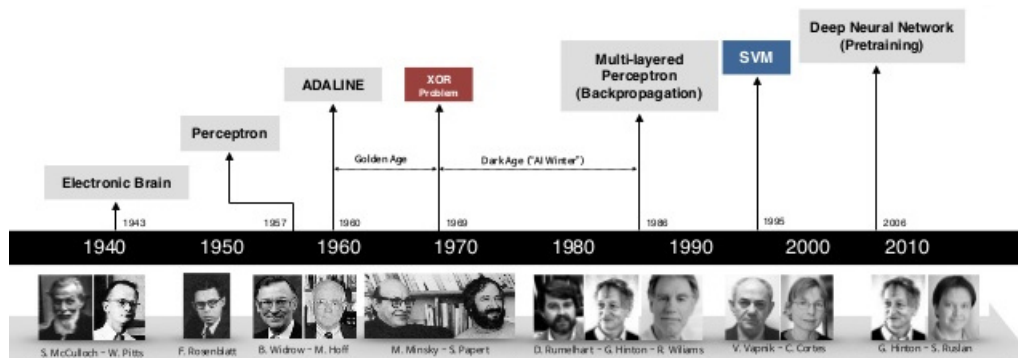 Deep Neural Network
(Pretraining)
Multi-layered
Perceptron
(Backpropagation)
SVM
ADALINE
XOR
Problem
Perceptron
Golden Age
Dark Age ("AI Winter")
Electronic Brain
1943
1957
1960
1969
1986
1995
2006
1940
1950
1960
1970
1980
1990
2000
2010
S. McCulloch – W. Pitts
F. Rosenblatt
B. Widrow – M. Hoff
M. Minsky – S. Papert
D. Rumelhart – G. Hinton – R. Wiliams
V. Vapnik – C. Cortes
G. Hinton – S. Ruslan